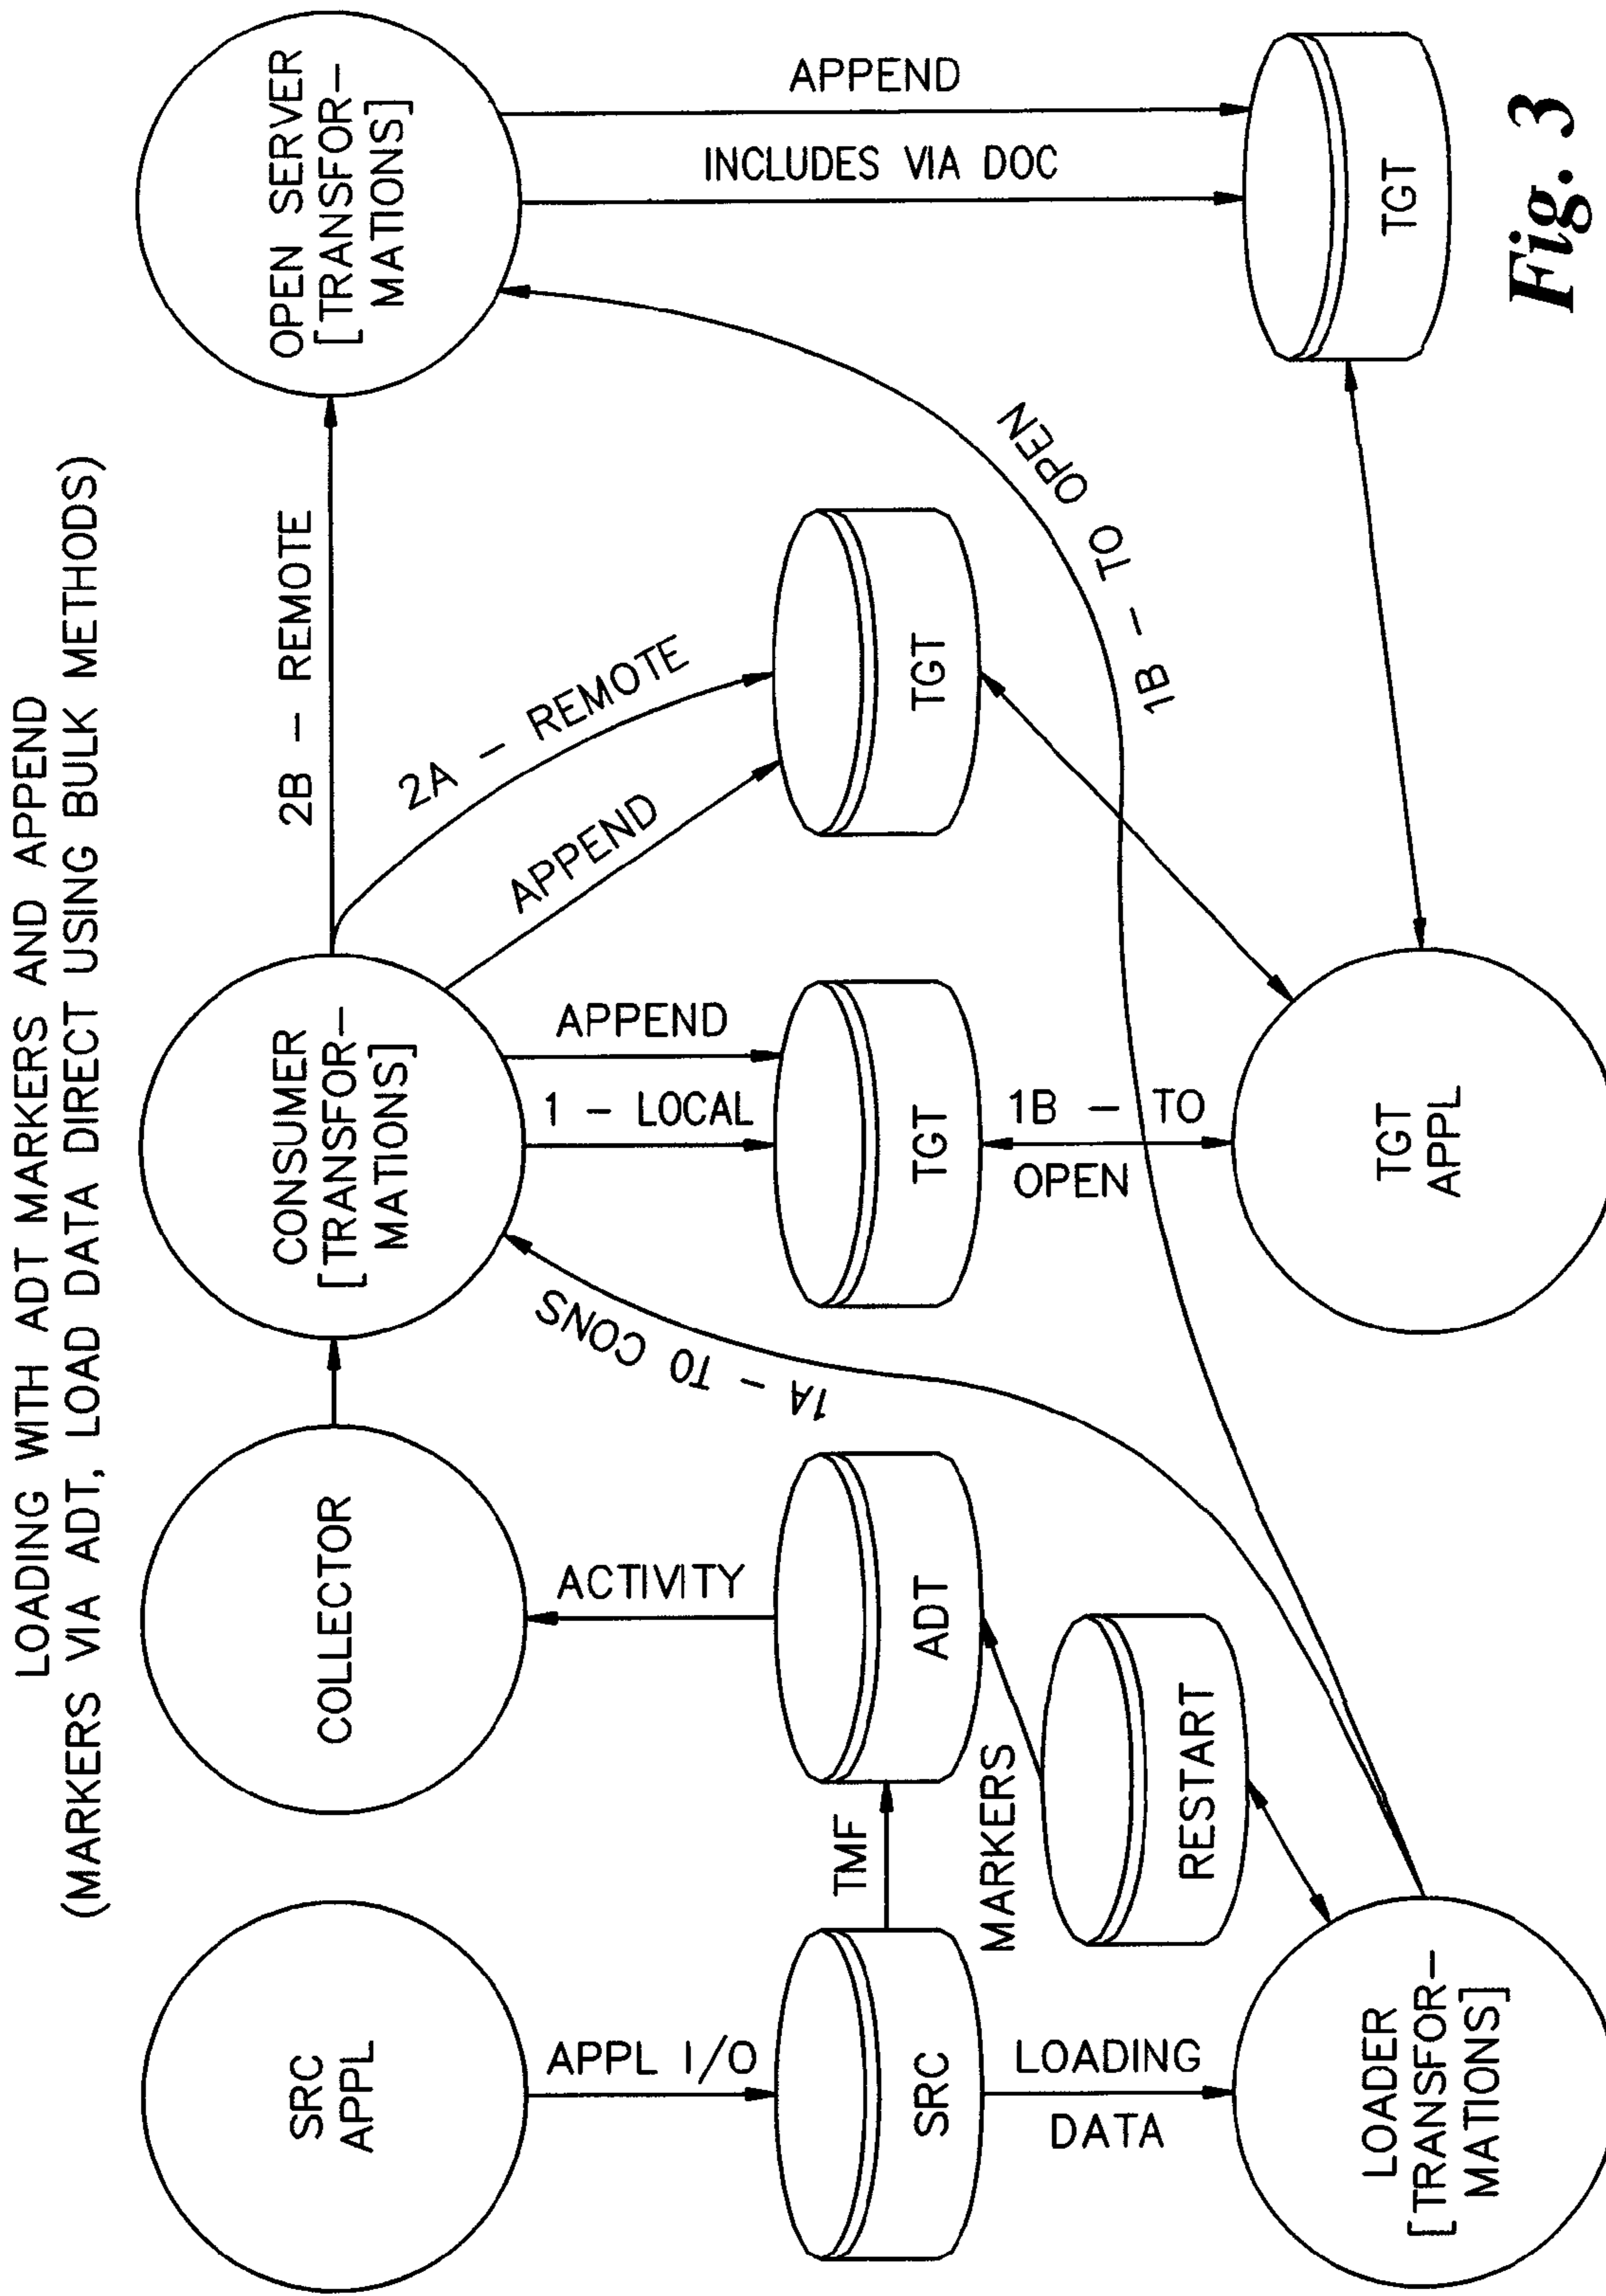 LOADING WITH ADT MARKERS AND APPEND
(MARKERS VIA ADT, LOAD DATA DIRECT USING BULK METHODS)
SRC
APPL
COLLECTOR
CONSUMER
[TRANSFOR-
MATIONS]
2B - REMOTE
OPEN SERVER
[TRANSFOR-
MATIONS]
APPL I/O
ACTIVITY
1A - TO CONS
1 - LOCAL
APPEND
APPEND
2A - REMOTE
INCLUDES VIA DOC
APPEND
SRC
TMF
ADT
TGT
TGT
LOADING
DATA
MARKERS
RESTART
1B - TO
OPEN
1B - TO OPEN
LOADER
[TRANSFOR-
MATIONS]
TGT
APPL
TGT
Fig. 3